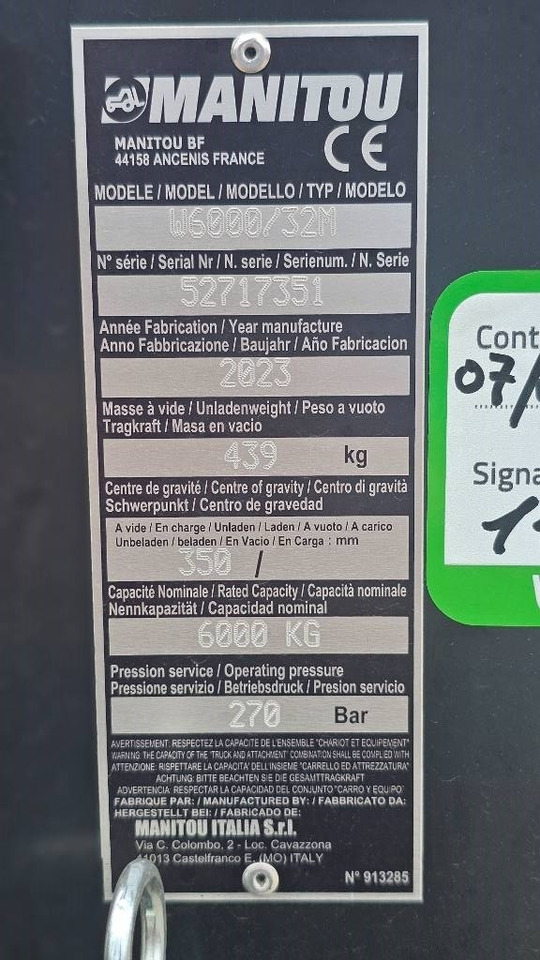 MANITOU
MANITOU BF
44158 ANCENIS FRANCE
CE
MODELE / MODEL / MODELLO / TYP / MODELO
W6000/32M
N° série / Serial Nr / N. serie / Serienum. / N. Serie
52717351
Année Fabrication / Year manufacture
Anno Fabbricazione / Baujahr / Año Fabricacion
2023
Masse à vide / Unladenweight / Peso a vuoto
Tragkraft / Masa en vacio
439 kg
Centre de gravité / Centre of gravity / Centro di gravità
Schwerpunkt / Centro de gravedad
A vide / En charge / Unladen / Laden / A vuoto / A carico
Unbeladen / beladen / En Vacio / En Carga : mm
350 /
Capacité Nominale / Rated Capacity / Capacità nominale
Nennkapazität / Capacidad nominal
6000 KG
Pression service / Operating pressure
Pressione servizio / Betriebsdruck / Presion servicio
270 Bar
AVERTISSEMENT: RESPECTEZ LA CAPACITE DE L'ENSEMBLE "CHARIOT ET EQUIPEMENT"
WARNING: THE CAPACITY OF THE "TRUCK AND ATTACHMENT" COMBINATION SHALL BE COMPLIED WITH
ATTENZIONE: RISPETTARE LA CAPACITA' DELL'INSIEME "CARRELLO ED ATTREZZATURA"
ACHTUNG: BITTE BEACHTEN SIE DIE GESAMTTRAGKRAFT
ADVERTENCIA: RESPECTAR LA CAPACIDAD DEL CONJUNTO "CARRO Y EQUIPO"
FABRIQUE PAR: / MANUFACTURED BY: / FABBRICATO DA:
HERGESTELLT BEI: / FABRICADO DE:
MANITOU ITALIA S.r.l.
Via C. Colombo, 2 - Loc. Cavazzona
41013 Castelfranco E. (MO) ITALY
N° 913285
Cont
07/
Signa